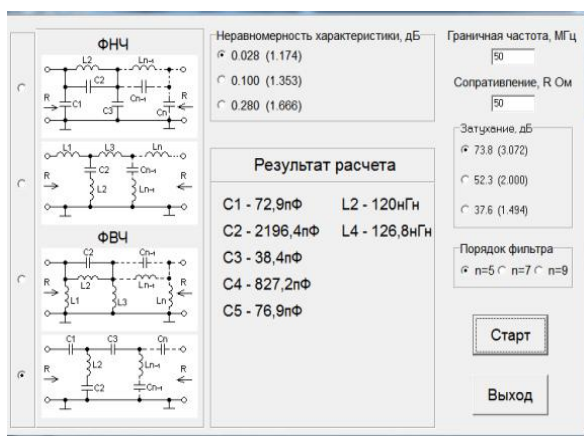 ФНЧ
L2 Ln-1
C2 Cn-1
R C1 C3 Cn R
L1 L3 Ln
R C2 Cn-1 R
L2 Ln-1
ФВЧ
C2 Cn-1
R L2 Ln-1 R
L1 L3 Ln
C1 C3 Cn
R L2 Ln-1 R
C2 Cn-1
Неравномерность характеристики, дБ
0.028 (1.174)
0.100 (1.353)
0.280 (1.666)
Результат расчета
C1 - 72,9пФ L2 - 120нГн
C2 - 2196,4пФ L4 - 126,8нГн
C3 - 38,4пФ
C4 - 827,2пФ
C5 - 76,9пФ
Граничная частота, МГц
50
Сопративление, R Ом
50
Затухание, дБ
73.8 (3.072)
52.3 (2.000)
37.6 (1.494)
Порядок фильтра
n=5 n=7 n=9
Старт
Выход